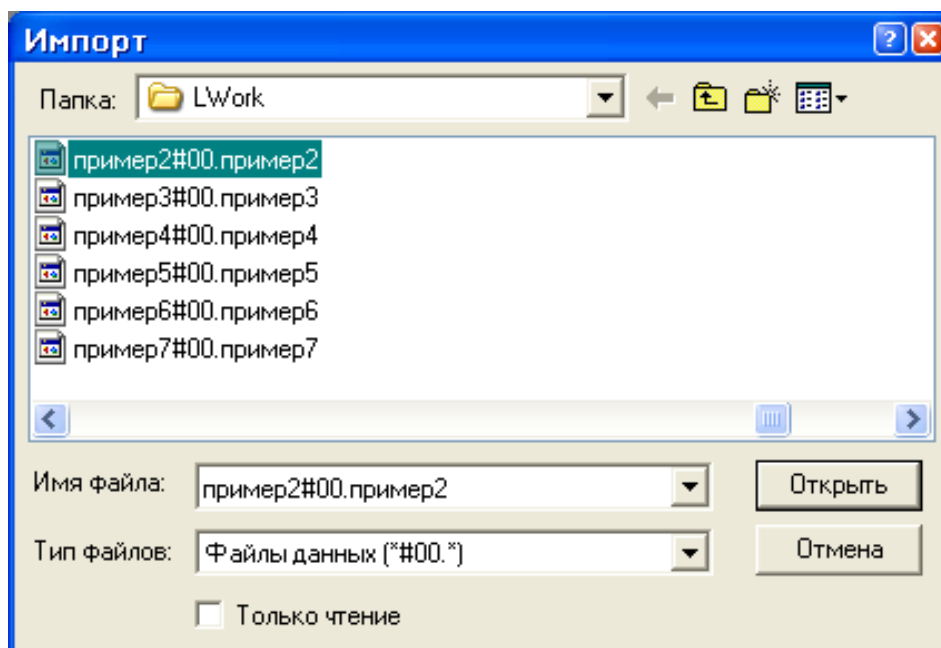 Импорт
Папка: LWork
пример2#00.пример2
пример3#00.пример3
пример4#00.пример4
пример5#00.пример5
пример6#00.пример6
пример7#00.пример7
Имя файла: пример2#00.пример2 Открыть
Тип файлов: Файлы данных (*#00.*) Отмена
Только чтение